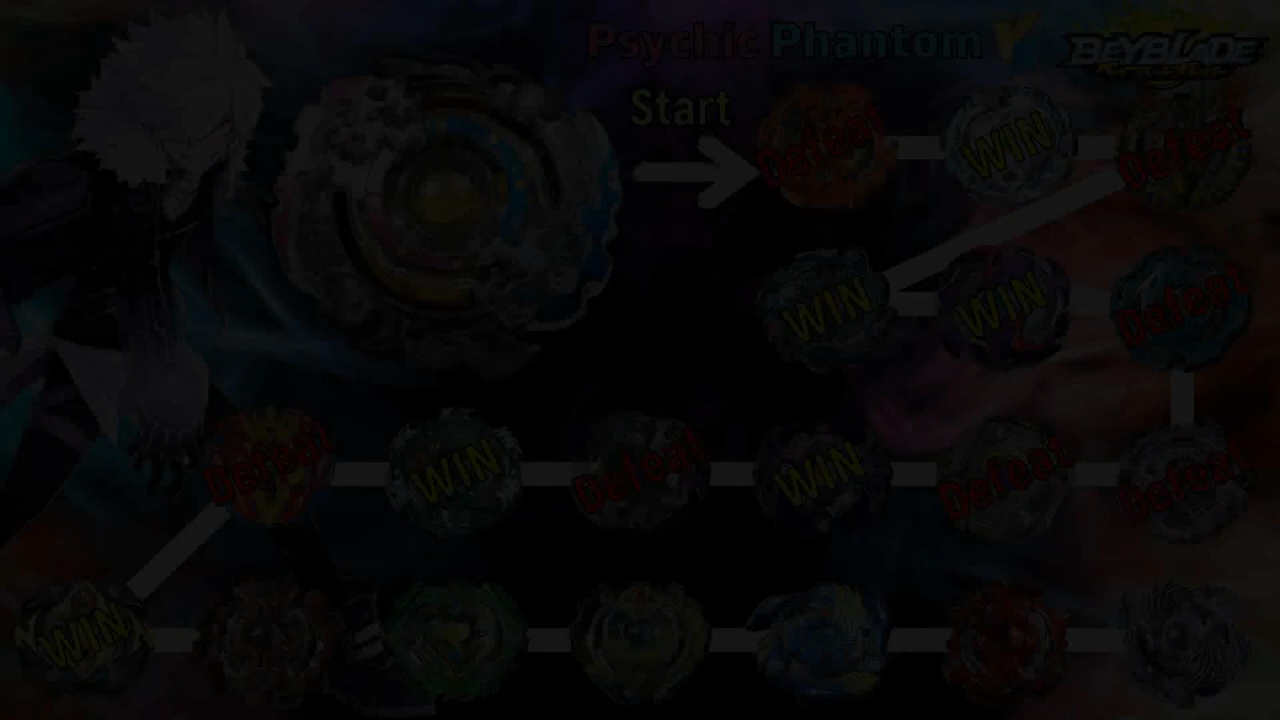 Psychic Phantom
BEYBLADE
Start
Defeat WIN Defeat
WIN WIN Defeat
Defeat WIN Defeat WIN Defeat Defeat
WIN